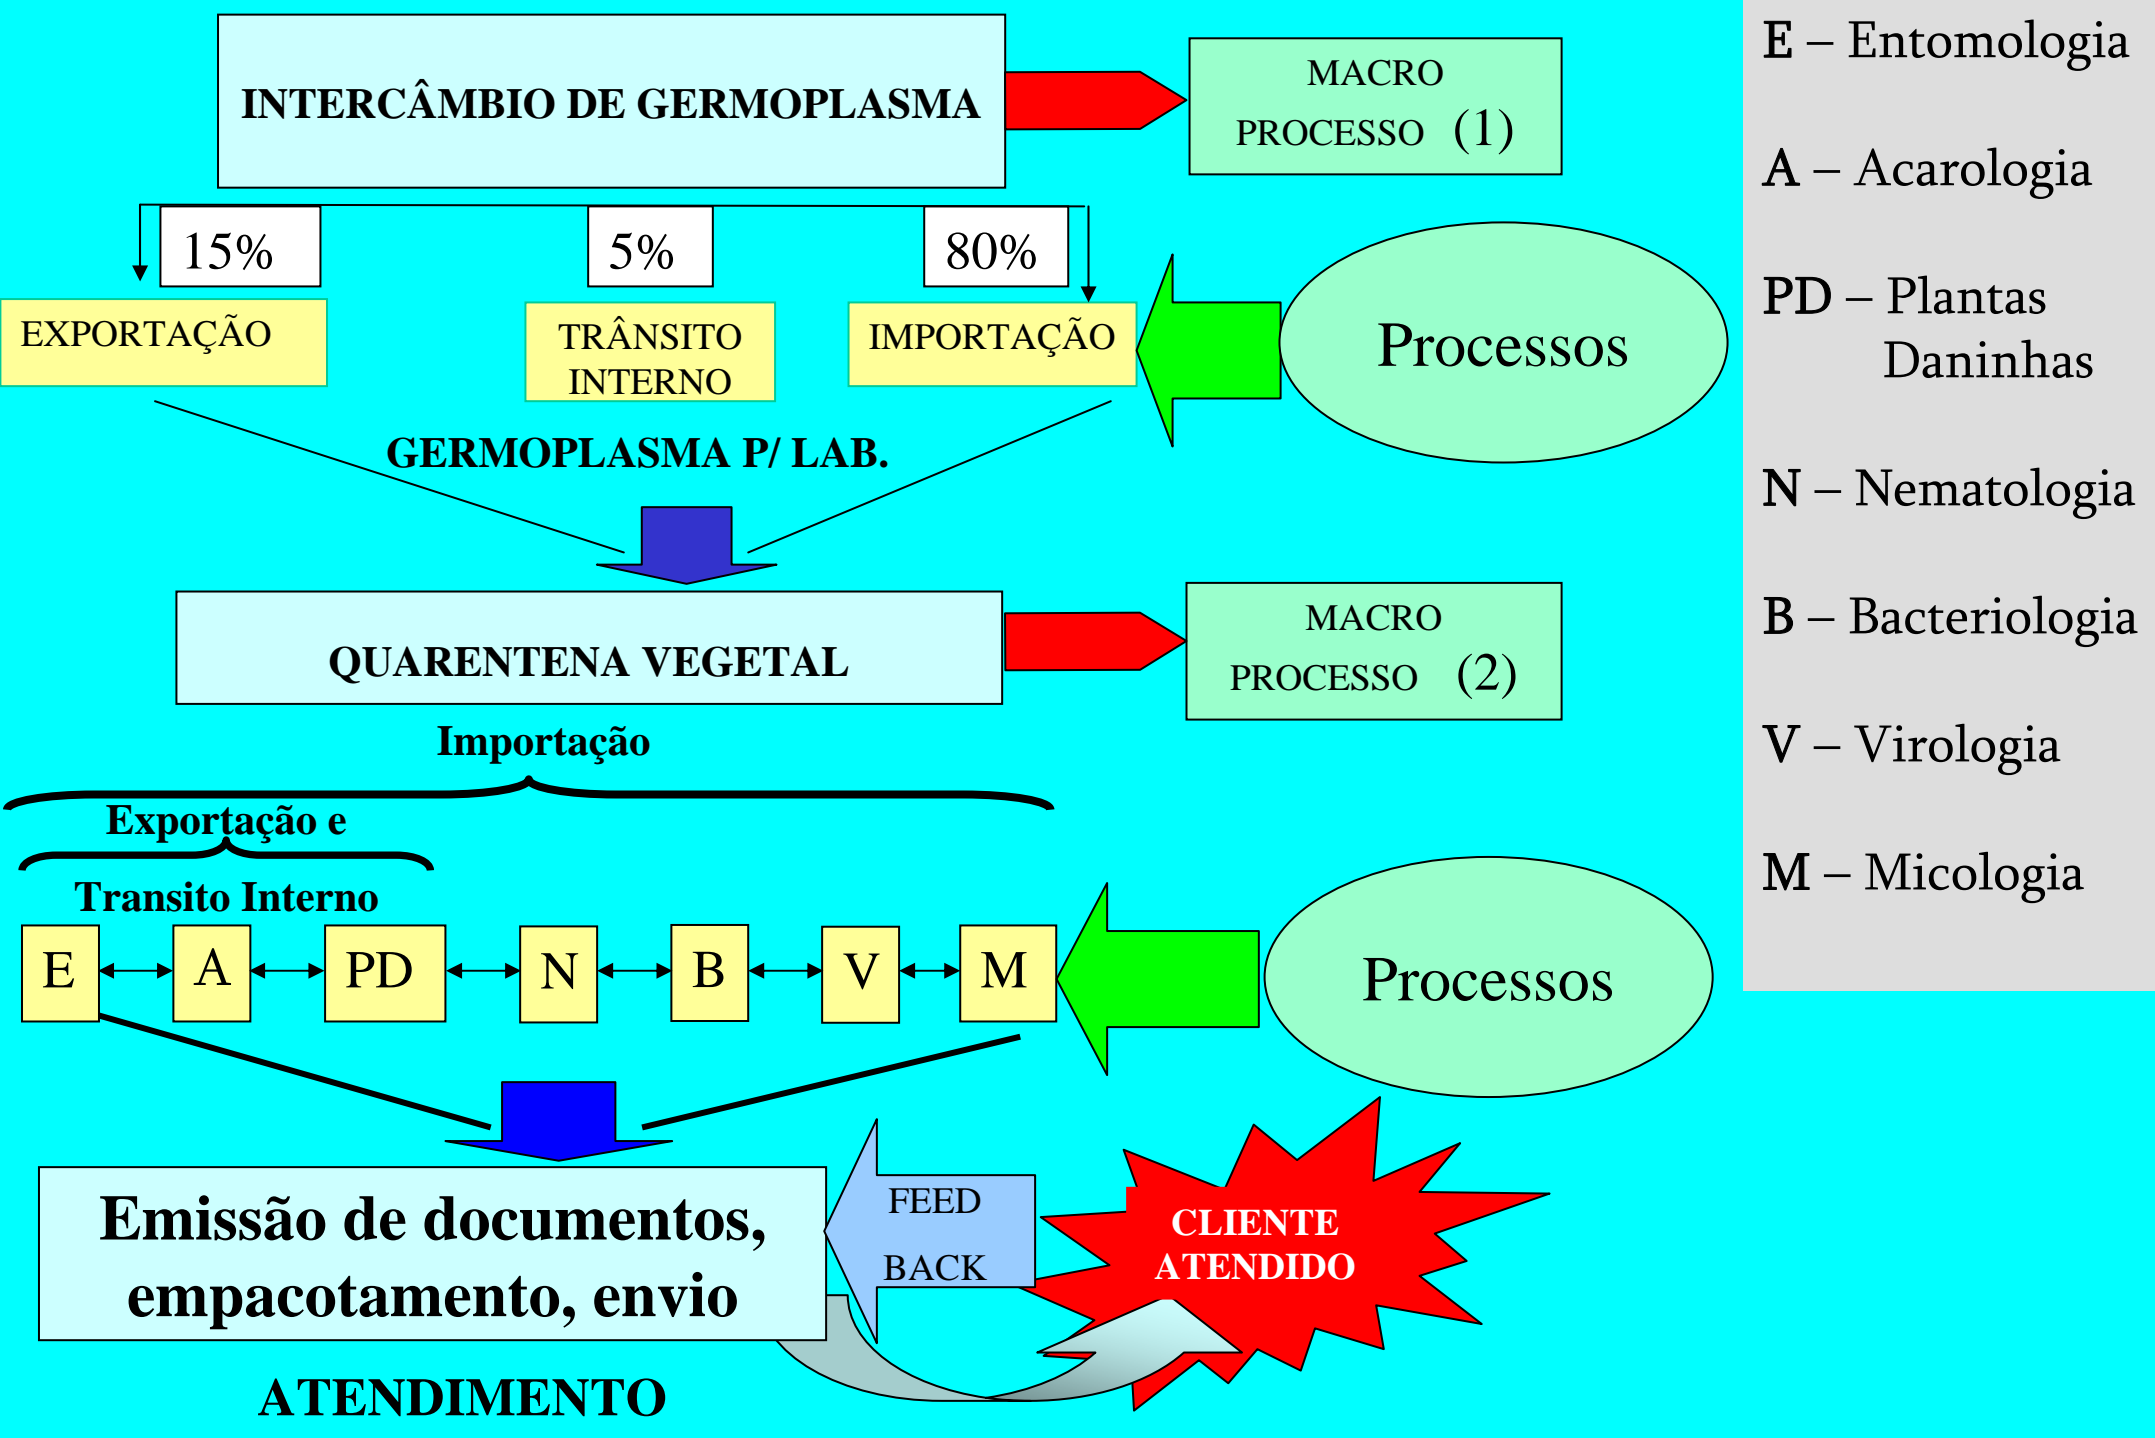 INTERCÂMBIO DE GERMOPLASMA
MACRO
PROCESSO (1)
15%
5%
80%
EXPORTAÇÃO
TRÂNSITO
INTERNO
IMPORTAÇÃO
Processos
GERMOPLASMA P/ LAB.
QUARENTENA VEGETAL
MACRO
PROCESSO (2)
Importação
Exportação e
Transito Interno
E
A
PD
N
B
V
M
Processos
Emissão de documentos,
empacotamento, envio
FEED
BACK
CLIENTE
ATENDIDO
ATENDIMENTO
E – Entomologia
A – Acarologia
PD – Plantas
Daninhas
N – Nematologia
B – Bacteriologia
V – Virologia
M – Micologia